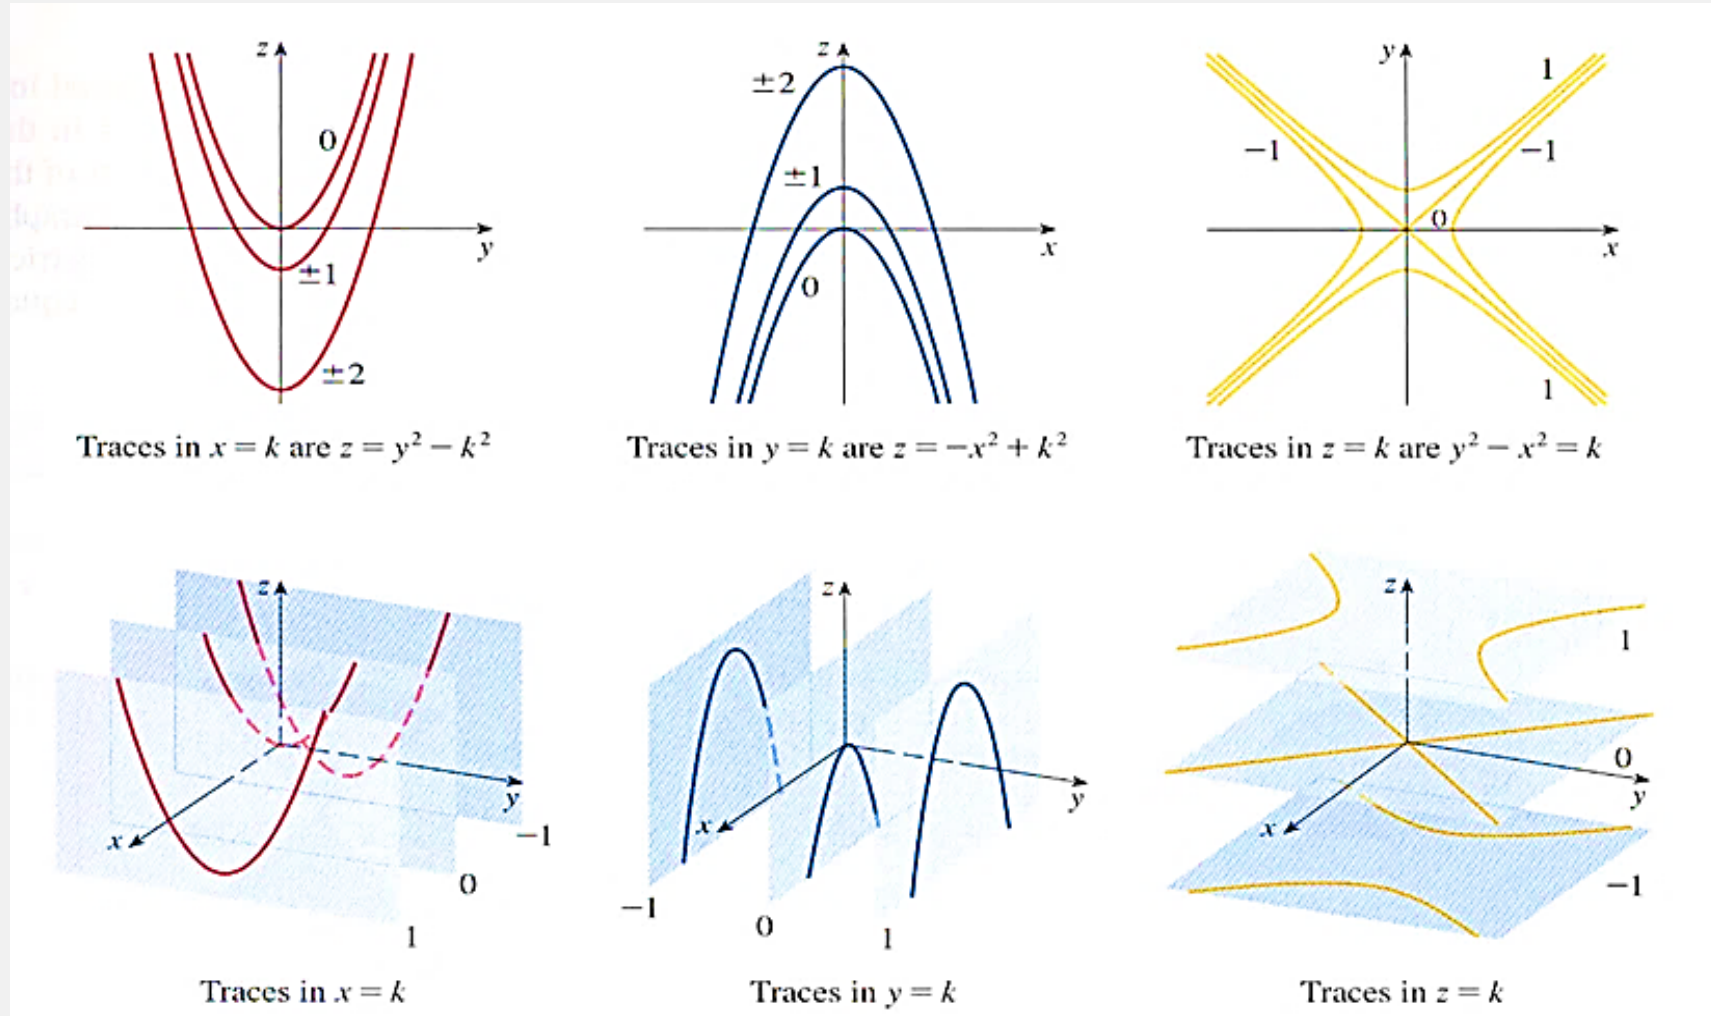 z
±2
±1
0
y
z
±2
±1
0
x
y
1
−1
−1
0
x
1
Traces in x = k are z = y² − k²
Traces in y = k are z = −x² + k²
Traces in z = k are y² − x² = k
z
y
x
−1
0
1
z
y
x
−1
0
1
z
1
0
y
x
−1
Traces in x = k
Traces in y = k
Traces in z = k